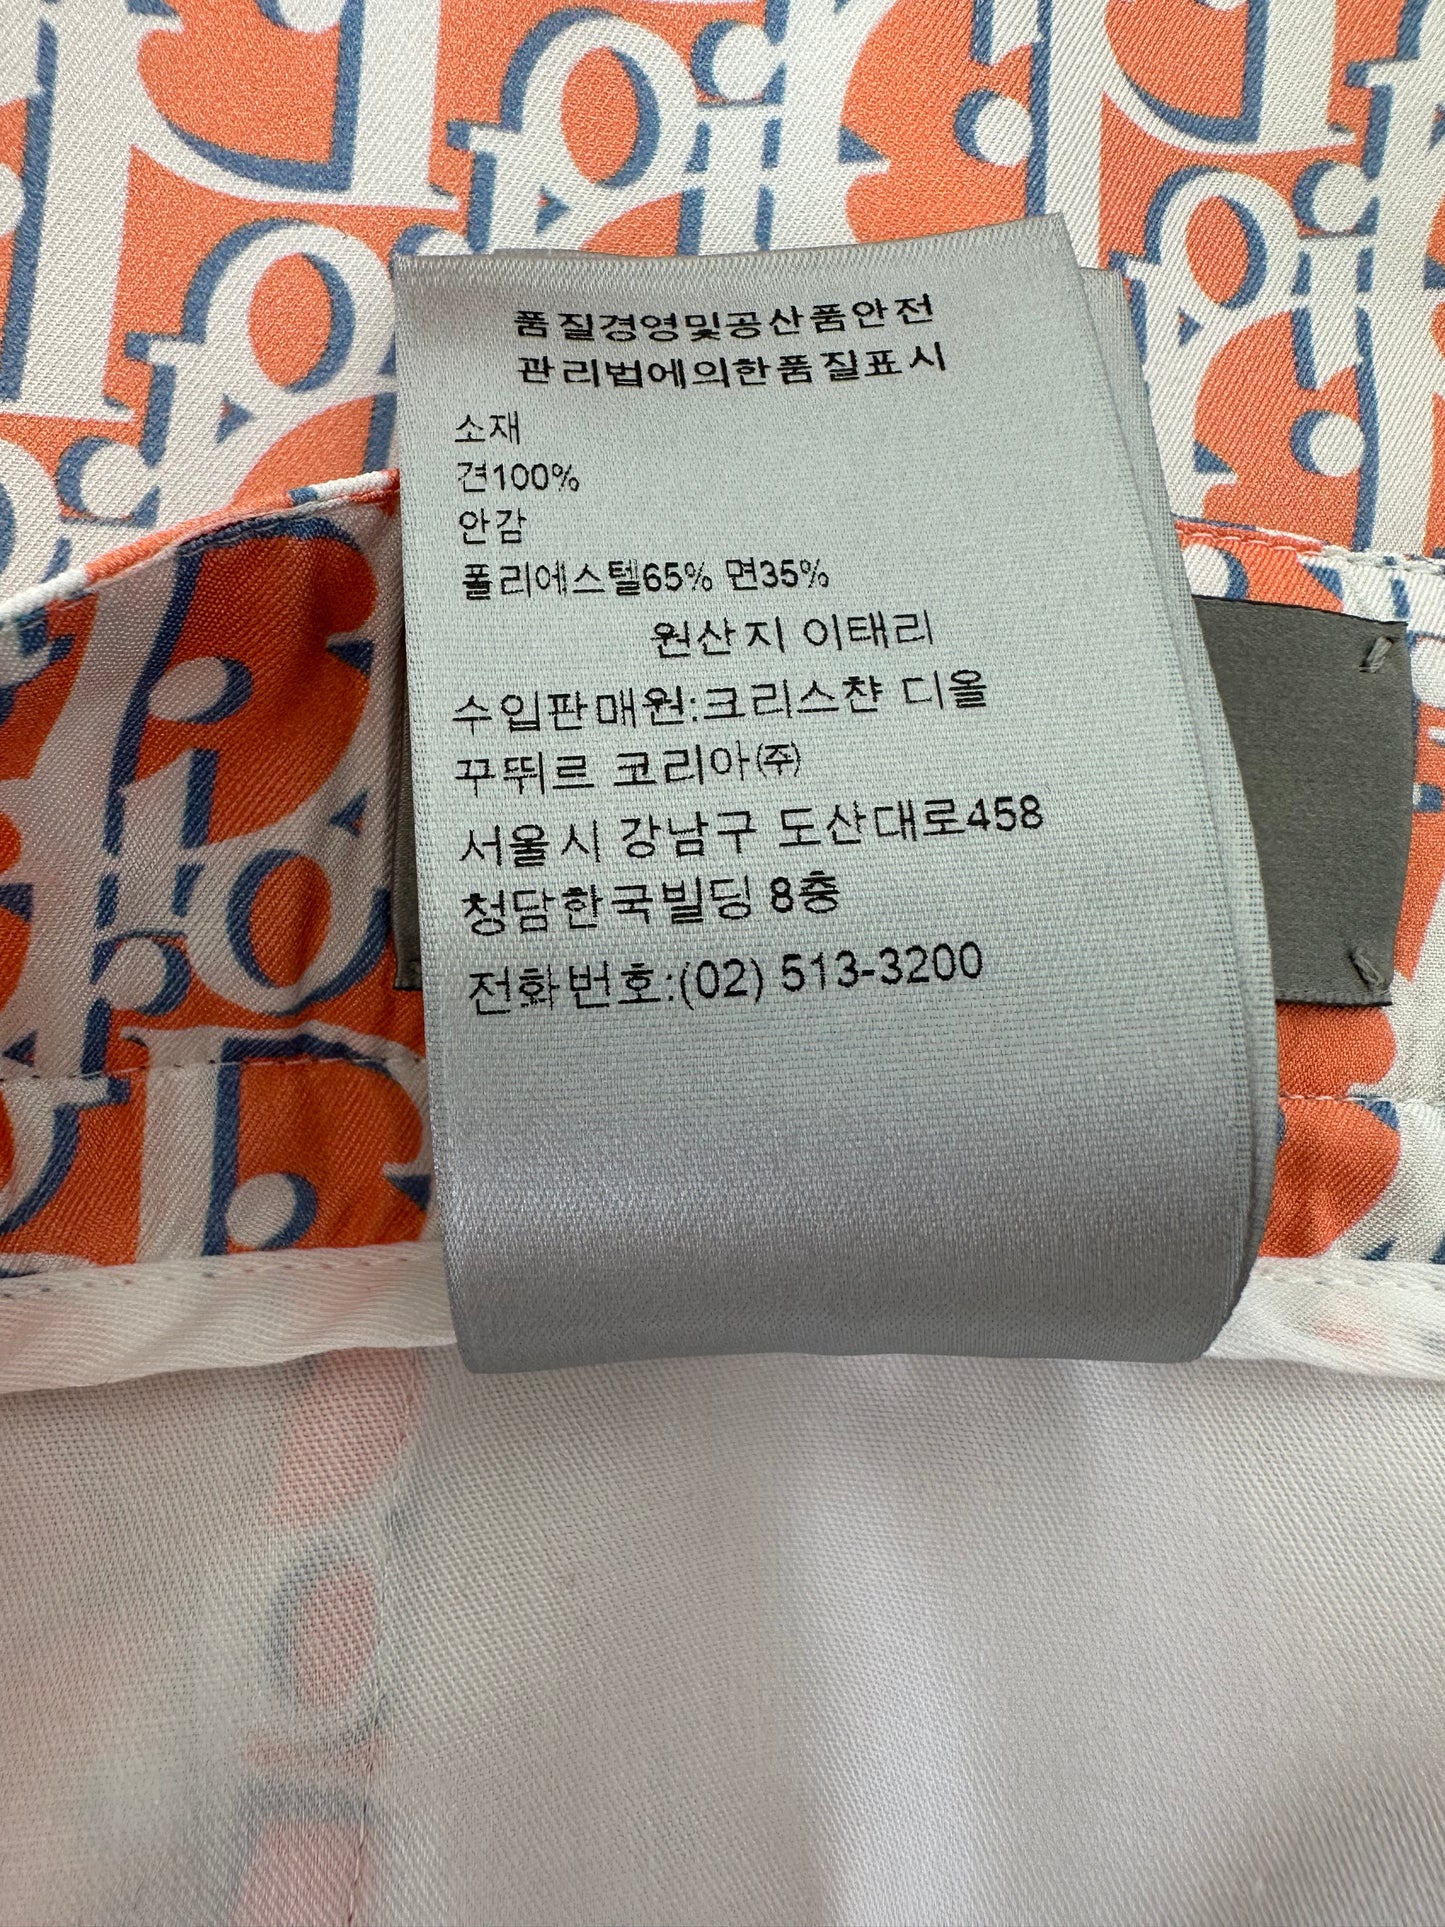 품질경영및공산품안전
관리법에의한품질표시
소재
견100%
안감
폴리에스텔65% 면35%
원산지 이태리
수입판매원:크리스챤 디올
꾸뛰르 코리아㈜
서울시 강남구 도산대로458
청담한국빌딩 8층
전화번호:(02) 513-3200
Dior
Dior
Dior